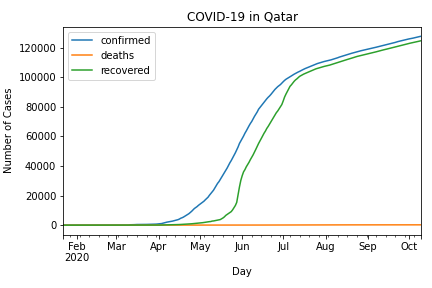 COVID-19 in Qatar
confirmed
deaths
recovered
120000
100000
80000
60000
40000
20000
0
Number of Cases
Feb Mar Apr May Jun Jul Aug Sep Oct
2020
Day